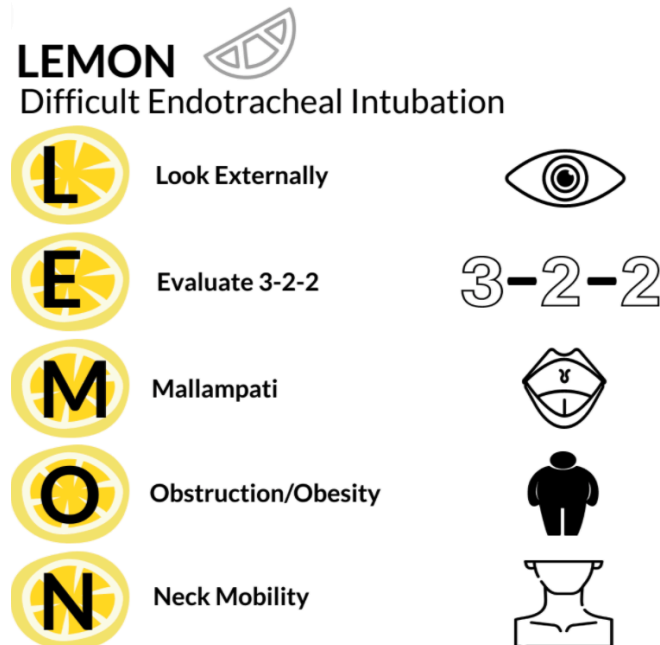 LEMON
Difficult Endotracheal Intubation
L Look Externally
E Evaluate 3-2-2 3-2-2
M Mallampati
O Obstruction/Obesity
N Neck Mobility